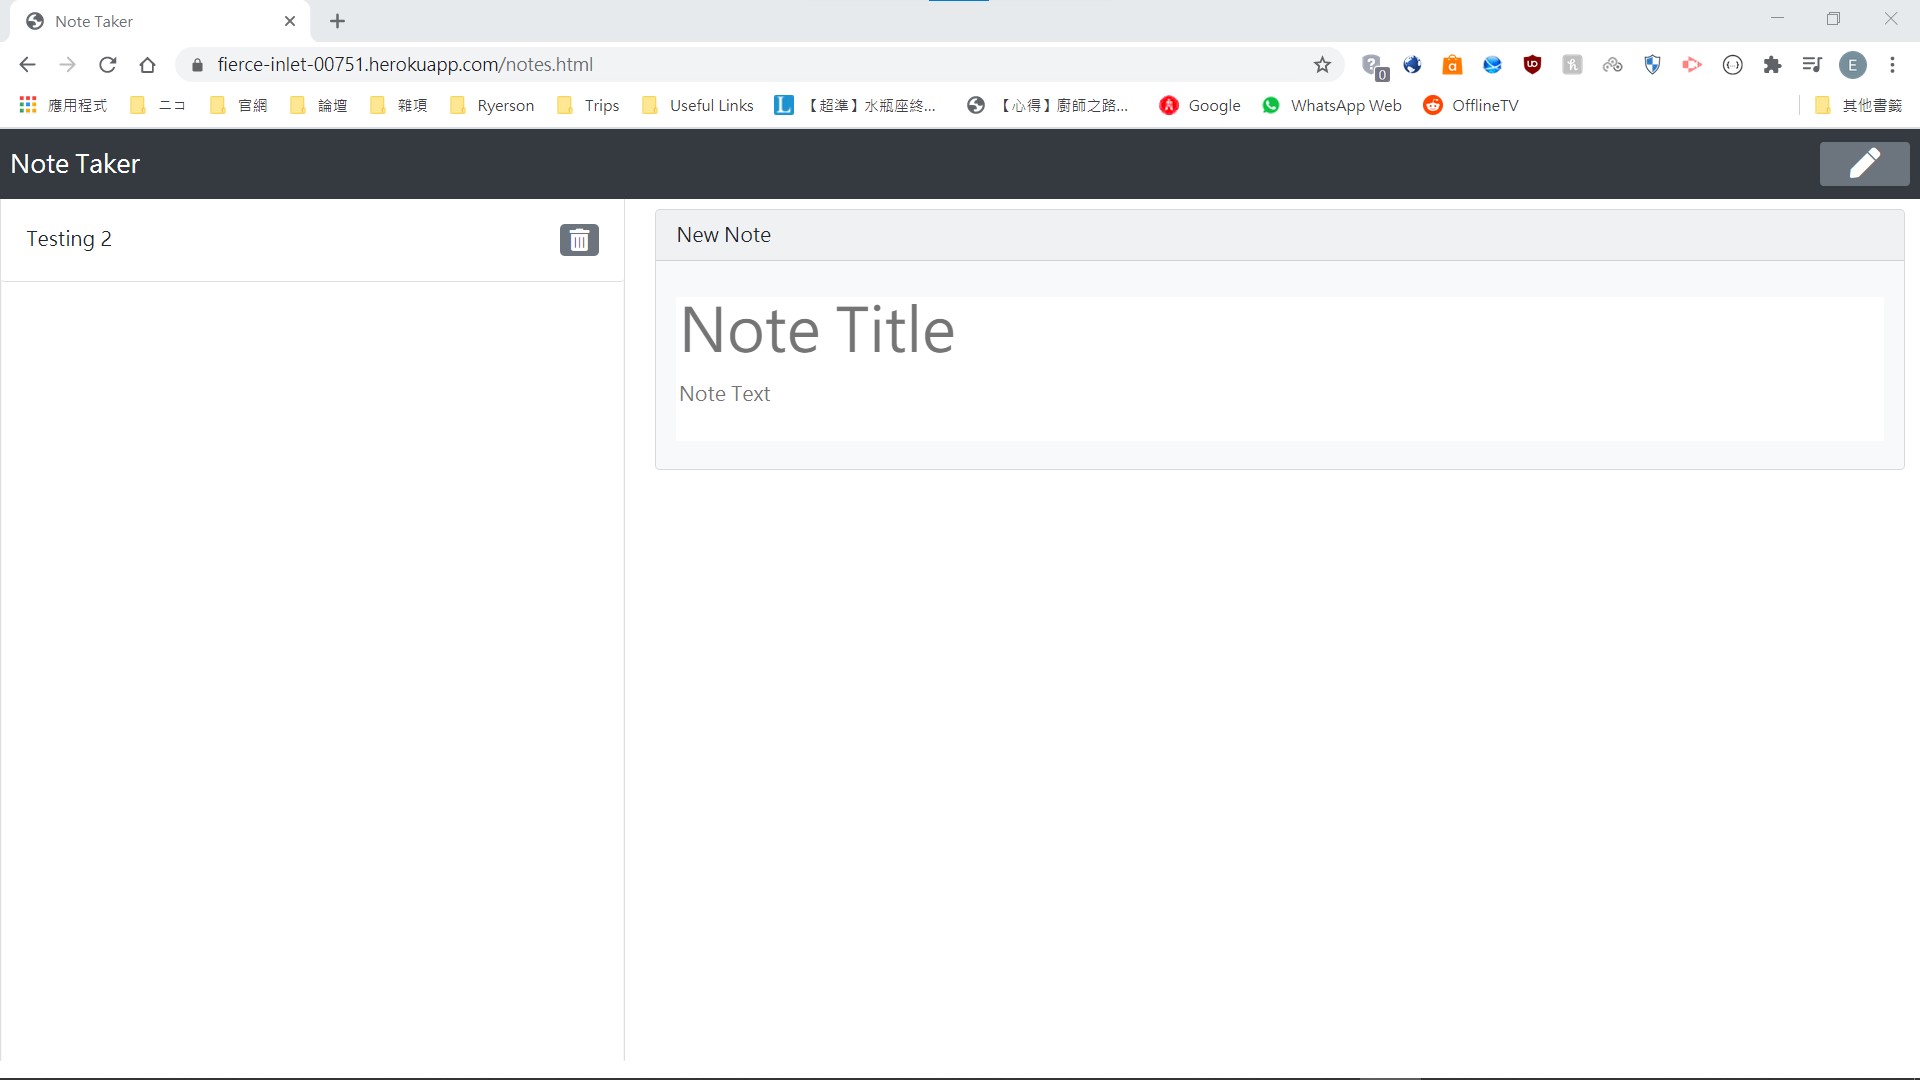 Note Taker
fierce-inlet-00751.herokuapp.com/notes.html
0
E
應用程式 ニコ 官網 論壇 雜項 Ryerson Trips Useful Links 【超準】水瓶座終... 【心得】廚師之路... Google WhatsApp Web OfflineTV 其他書籤
Note Taker
Testing 2
New Note
Note Title
Note Text